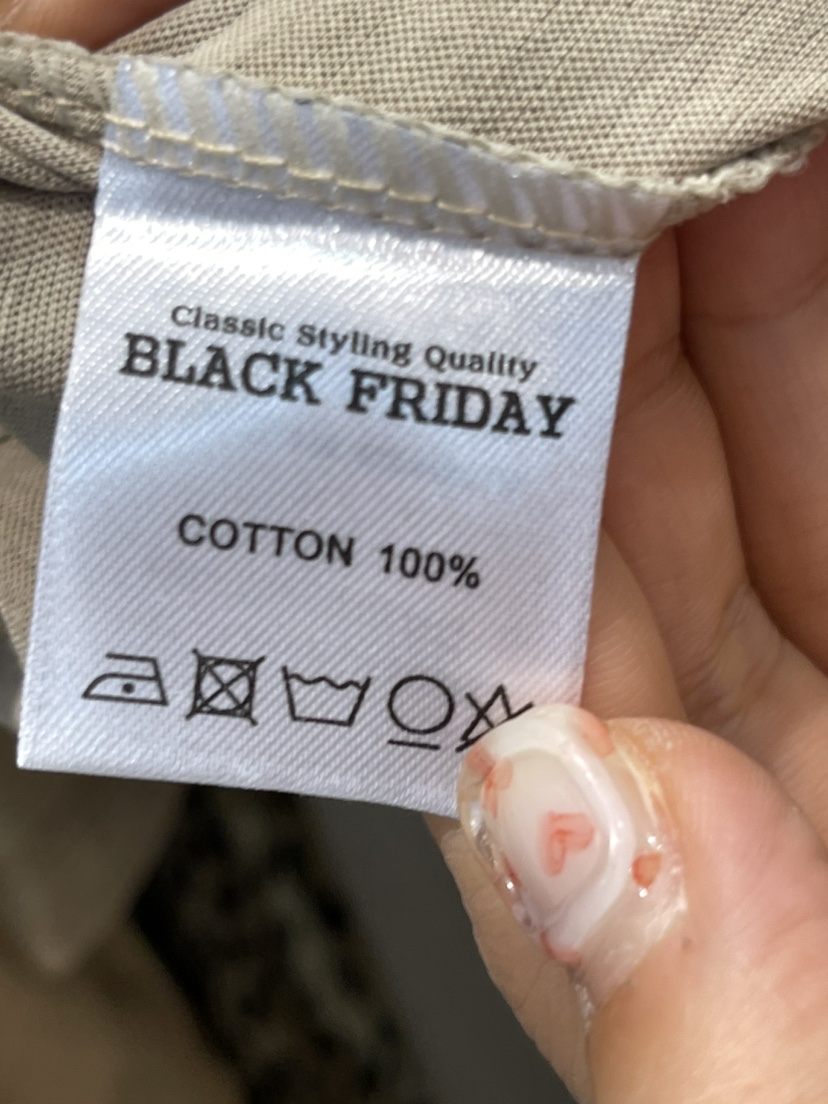 Classic Styling Quality
BLACK FRIDAY
COTTON 100%